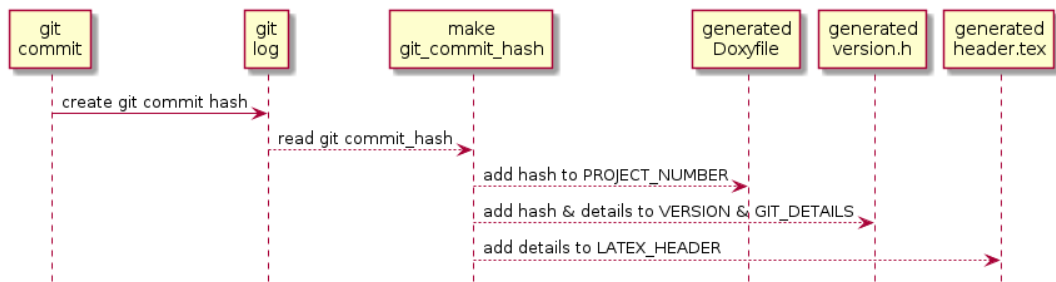 git
commit
git
log
make
git_commit_hash
generated
Doxyfile
generated
version.h
generated
header.tex
create git commit hash
read git commit_hash
add hash to PROJECT_NUMBER
add hash & details to VERSION & GIT_DETAILS
add details to LATEX_HEADER